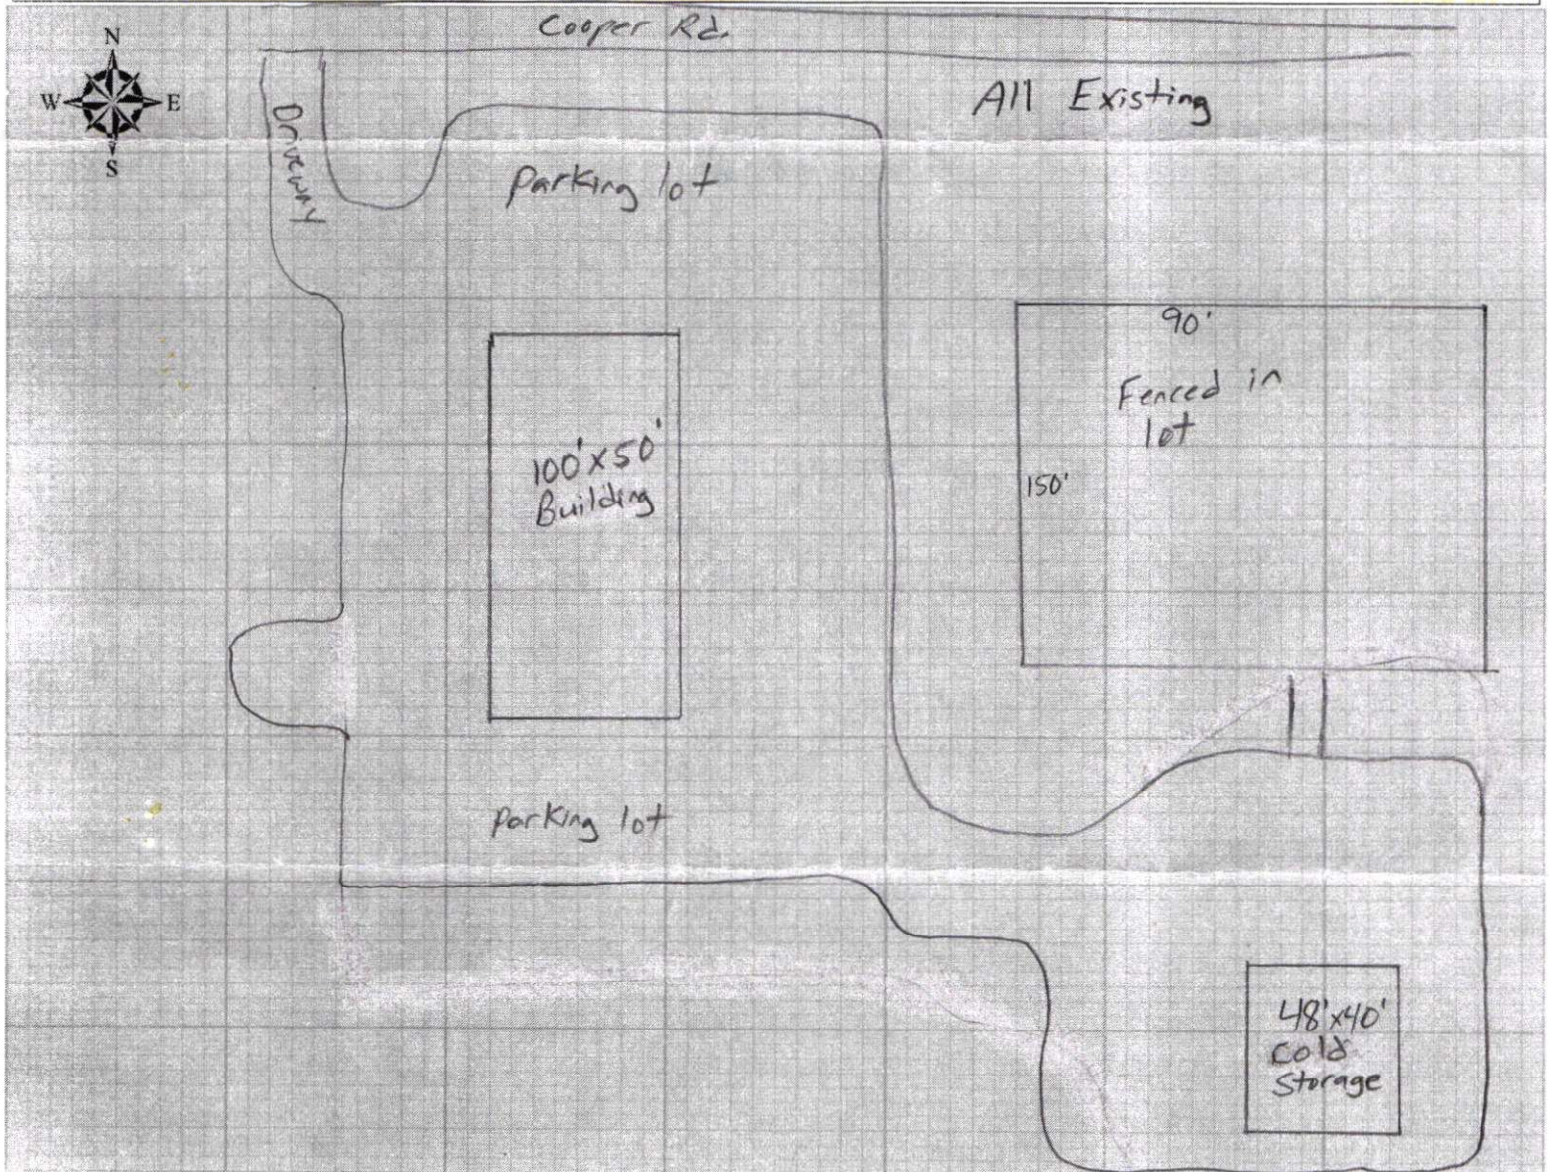 Cooper Rd.
N
W
E
S
All Existing
Driveway
parking lot
90'
Fenced in
lot
150'
100'x50'
Building
parking lot
48'x40'
Cold
Storage